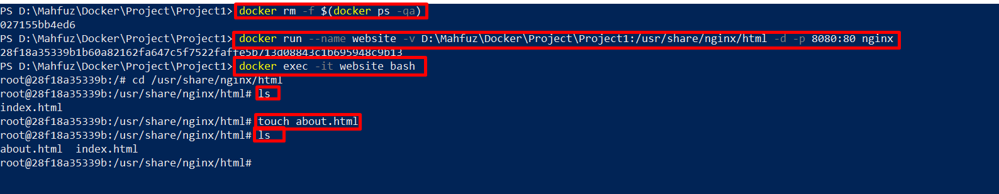 PS D:\Mahfuz\Docker\Project\Project1> docker rm -f $(docker ps -qa)
027155bb4ed6
PS D:\Mahfuz\Docker\Project\Project1> docker run --name website -v D:\Mahfuz\Docker\Project\Project1:/usr/share/nginx/html -d -p 8080:80 nginx
28f18a35339b1b60a82162fa647c5f7522faffe5b713d08843c1b695948c9b13
PS D:\Mahfuz\Docker\Project\Project1> docker exec -it website bash
root@28f18a35339b:/# cd /usr/share/nginx/html
root@28f18a35339b:/usr/share/nginx/html# ls
index.html
root@28f18a35339b:/usr/share/nginx/html# touch about.html
root@28f18a35339b:/usr/share/nginx/html# ls
about.html  index.html
root@28f18a35339b:/usr/share/nginx/html#